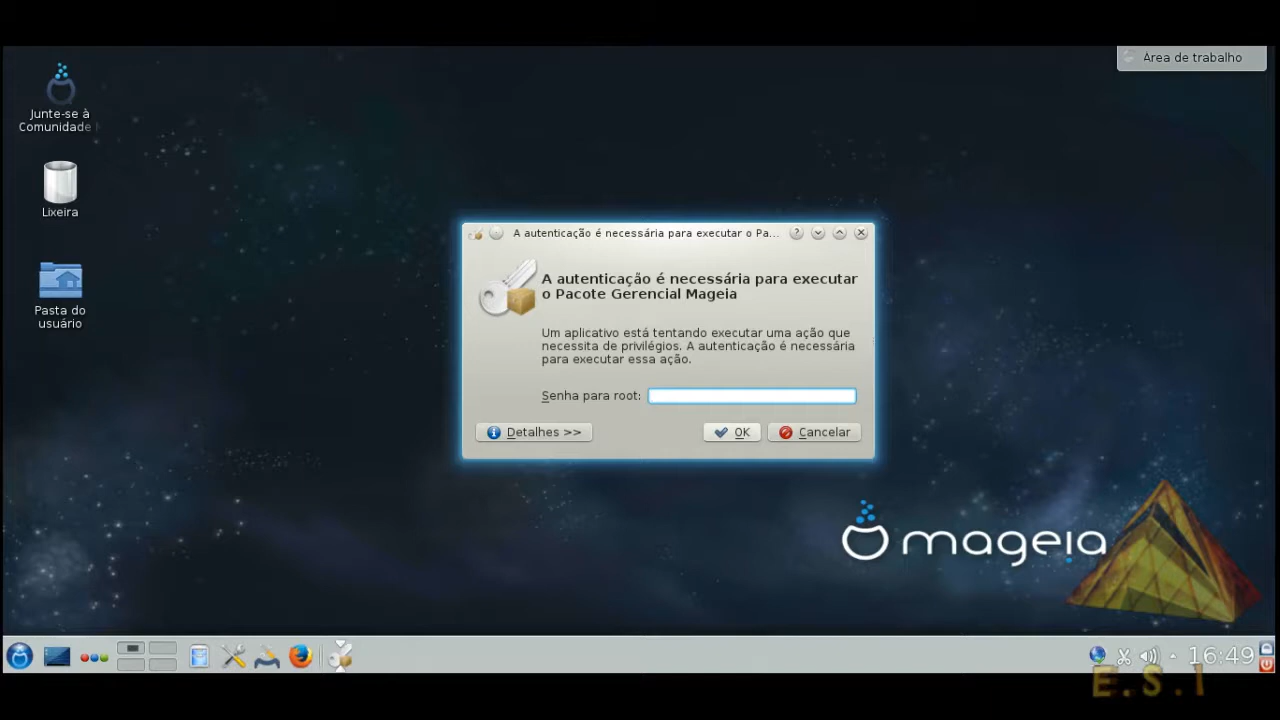 Área de trabalho
Junte-se à
Comunidade
Lixeira
Pasta do
usuário
A autenticação é necessária para executar o Pa...
A autenticação é necessária para executar
o Pacote Gerencial Mageia
Um aplicativo está tentando executar uma ação que
necessita de privilégios. A autenticação é necessária
para executar essa ação.
Senha para root:
Detalhes >>
OK
Cancelar
mageia
16:49
E.S.I